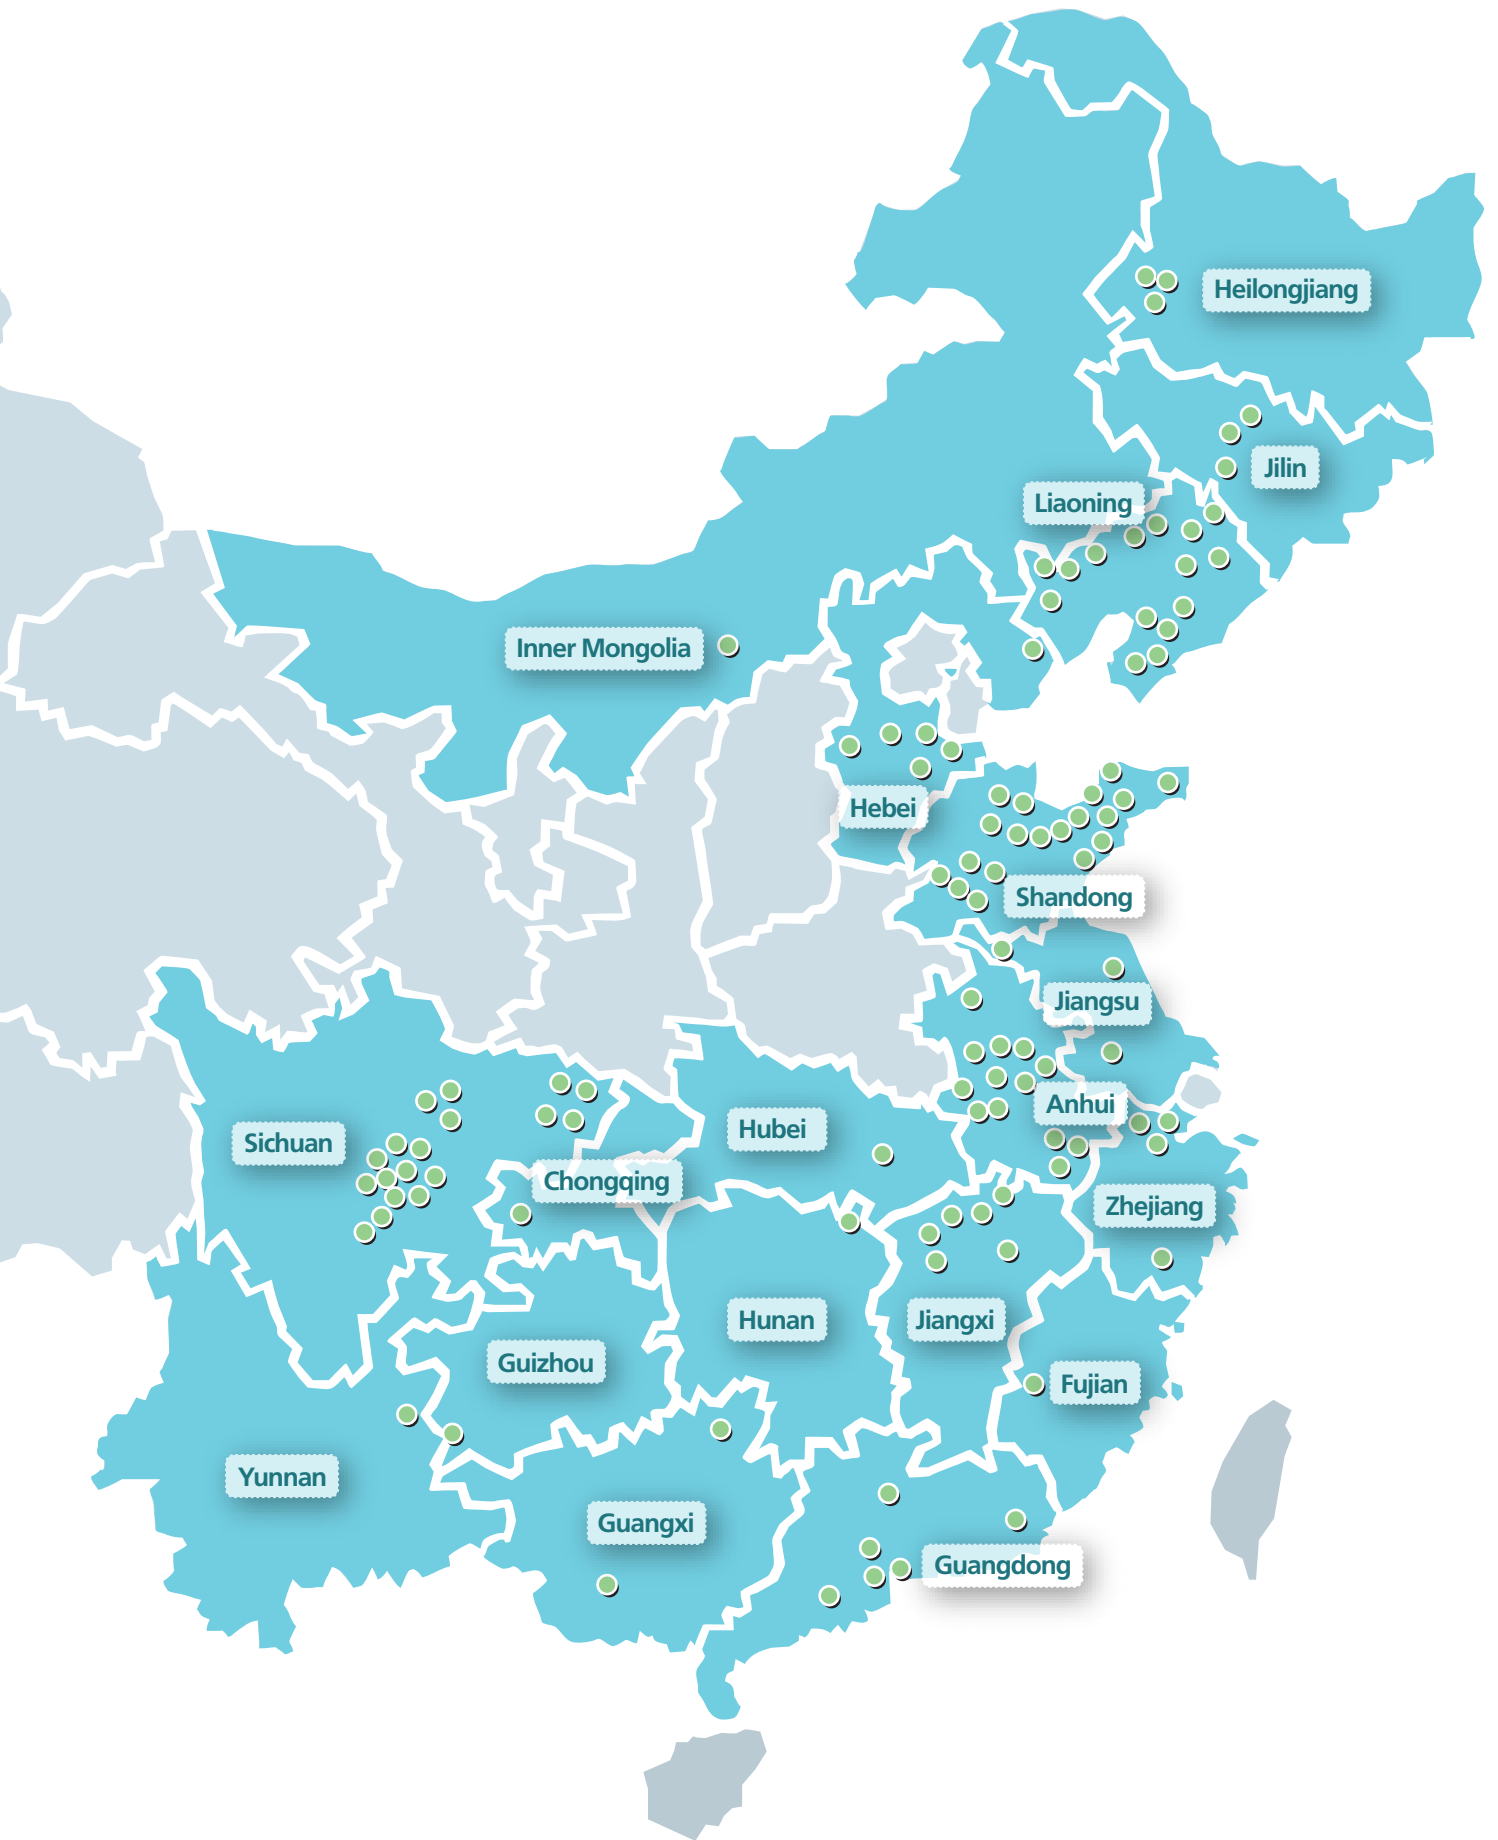 Heilongjiang
Jilin
Liaoning
Inner Mongolia
Hebei
Shandong
Jiangsu
Anhui
Hubei
Sichuan
Chongqing
Zhejiang
Hunan
Jiangxi
Guizhou
Fujian
Yunnan
Guangxi
Guangdong